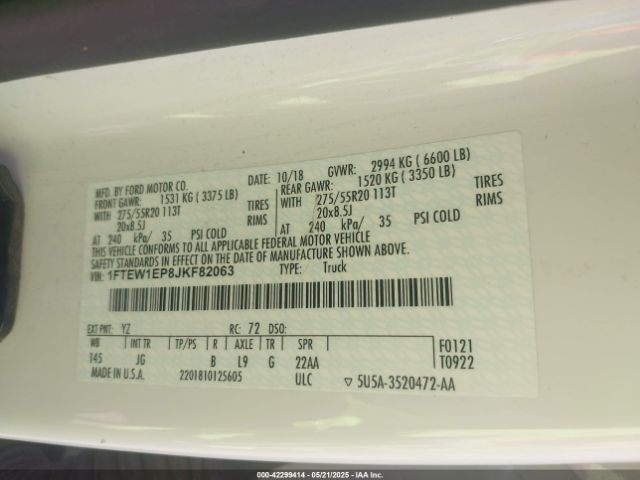 MFD. BY FORD MOTOR CO.
DATE: 10/18 GVWR: 2994 KG ( 6600 LB)
FRONT GAWR: 1531 KG ( 3375 LB) REAR GAWR: 1520 KG ( 3350 LB)
WITH 275/55R20 113T TIRES WITH 275/55R20 113T TIRES
20x8.5J RIMS 20x8.5J RIMS
AT 240 kPa/ 35 PSI COLD AT 240 kPa/ 35 PSI COLD
THIS VEHICLE CONFORMS TO ALL APPLICABLE FEDERAL MOTOR VEHICLE
SAFETY STANDARDS IN EFFECT ON THE DATE OF MANUFACTURE SHOWN ABOVE.
VIN: 1FTEW1EP8JKF82063 TYPE: Truck
EXT PNT: YZ RC: 72 DSO:
WB INT TR TP/PS R AXLE TR SPR F0121
145 JG B L9 G 22AA T0922
MADE IN U.S.A. 2201810125605 ULC ▽ 5U5A-3520472-AA
000-42299414 - 05/21/2025 - IAA Inc.